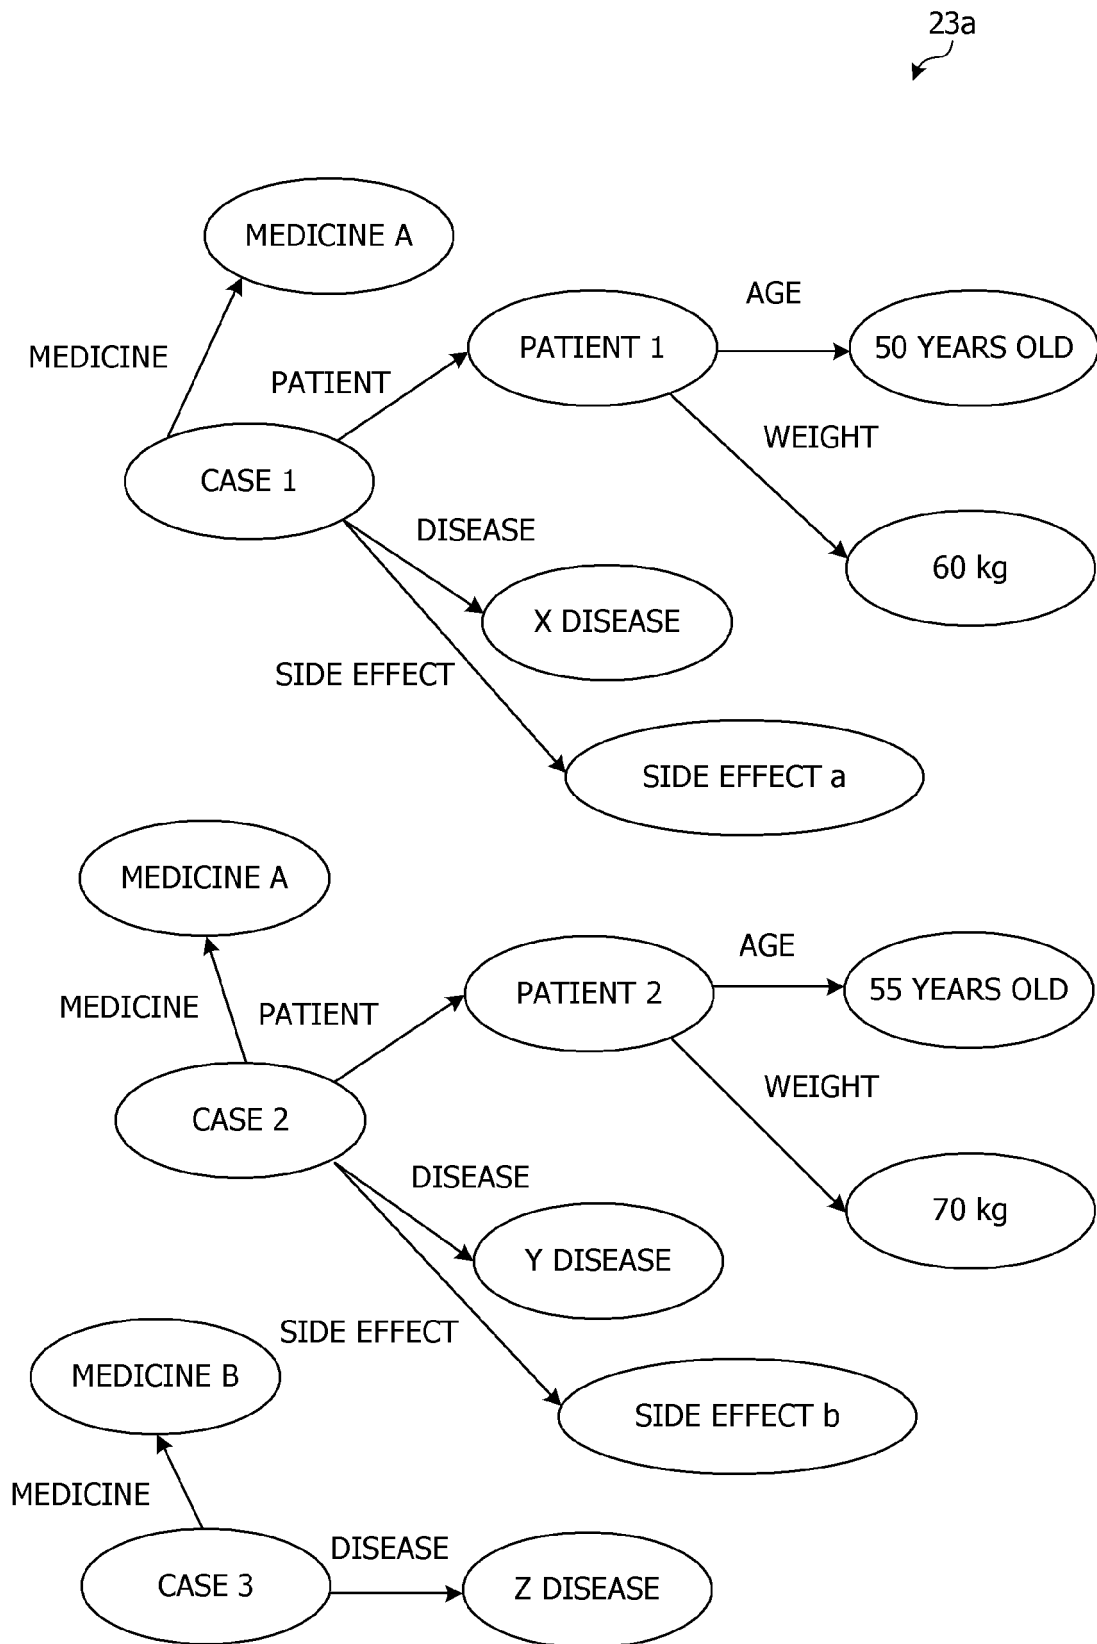 23a
MEDICINE A
MEDICINE
PATIENT
PATIENT 1
AGE
50 YEARS OLD
WEIGHT
60 kg
CASE 1
DISEASE
X DISEASE
SIDE EFFECT
SIDE EFFECT a
MEDICINE A
MEDICINE
PATIENT
PATIENT 2
AGE
55 YEARS OLD
WEIGHT
70 kg
CASE 2
DISEASE
Y DISEASE
SIDE EFFECT
SIDE EFFECT b
MEDICINE B
MEDICINE
CASE 3
DISEASE
Z DISEASE